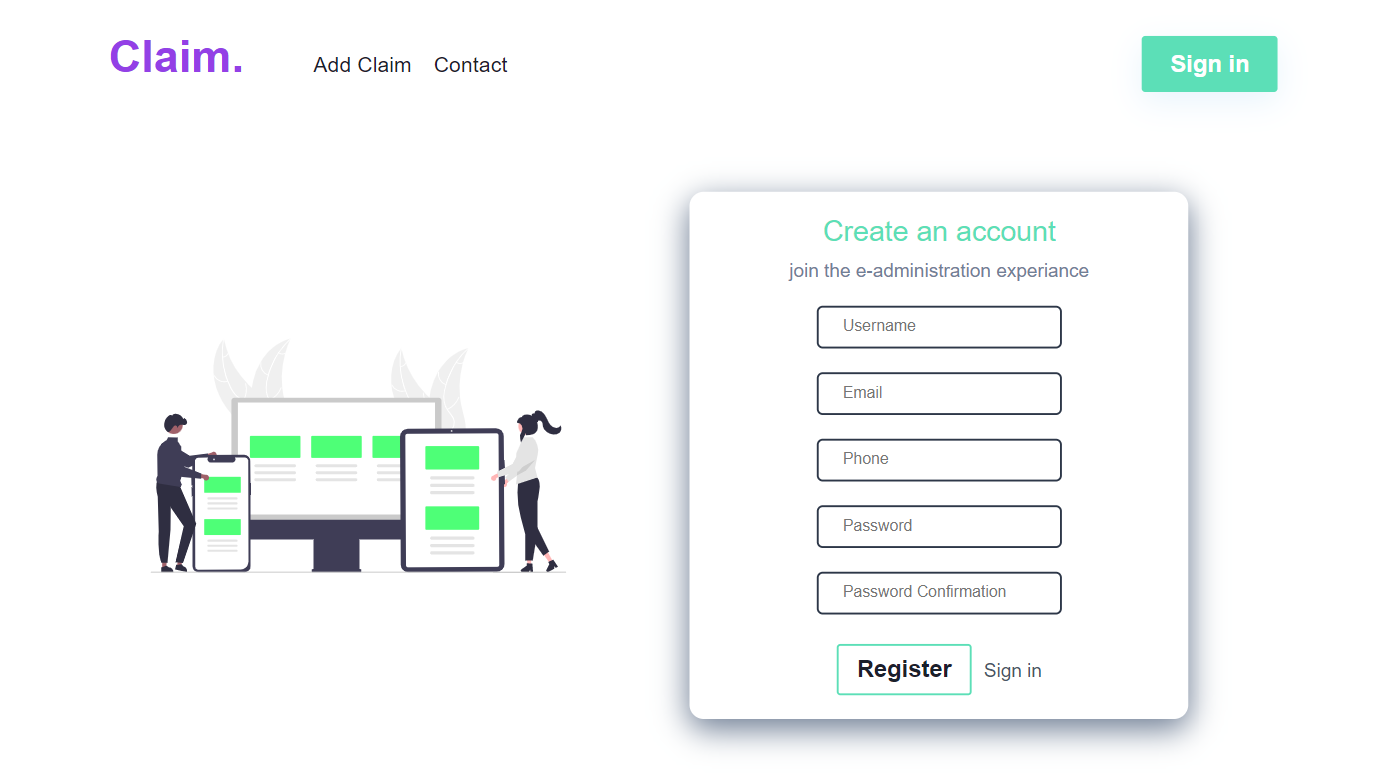 Claim.
Add Claim
Contact
Sign in
Create an account
join the e-administration experiance
Username
Email
Phone
Password
Password Confirmation
Register
Sign in